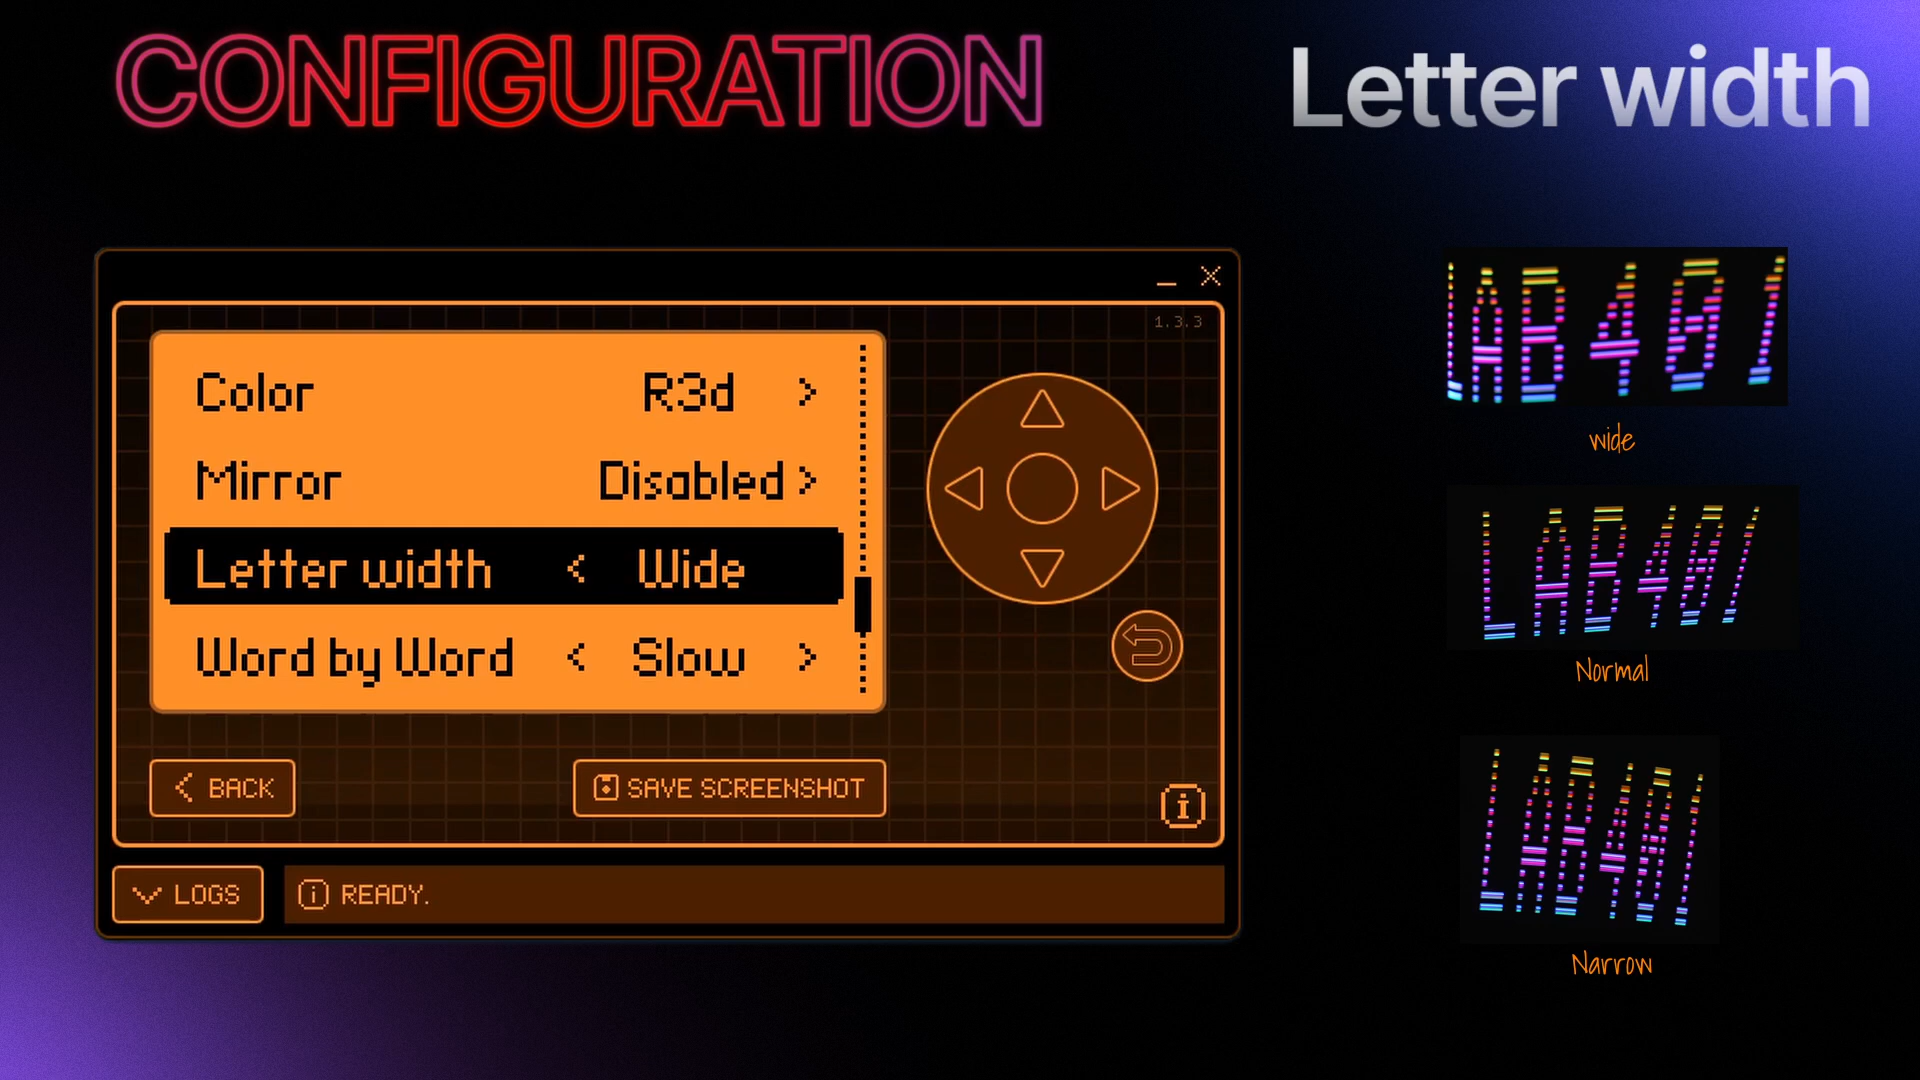 CONFIGURATION
Letter width
1.3.3
Color R3d >
Mirror Disabled >
Letter width < Wide
Word by Word < Slow >
BACK
SAVE SCREENSHOT
LOGS
READY.
LAB401
wide
LAB401
Normal
LAB401
Narrow